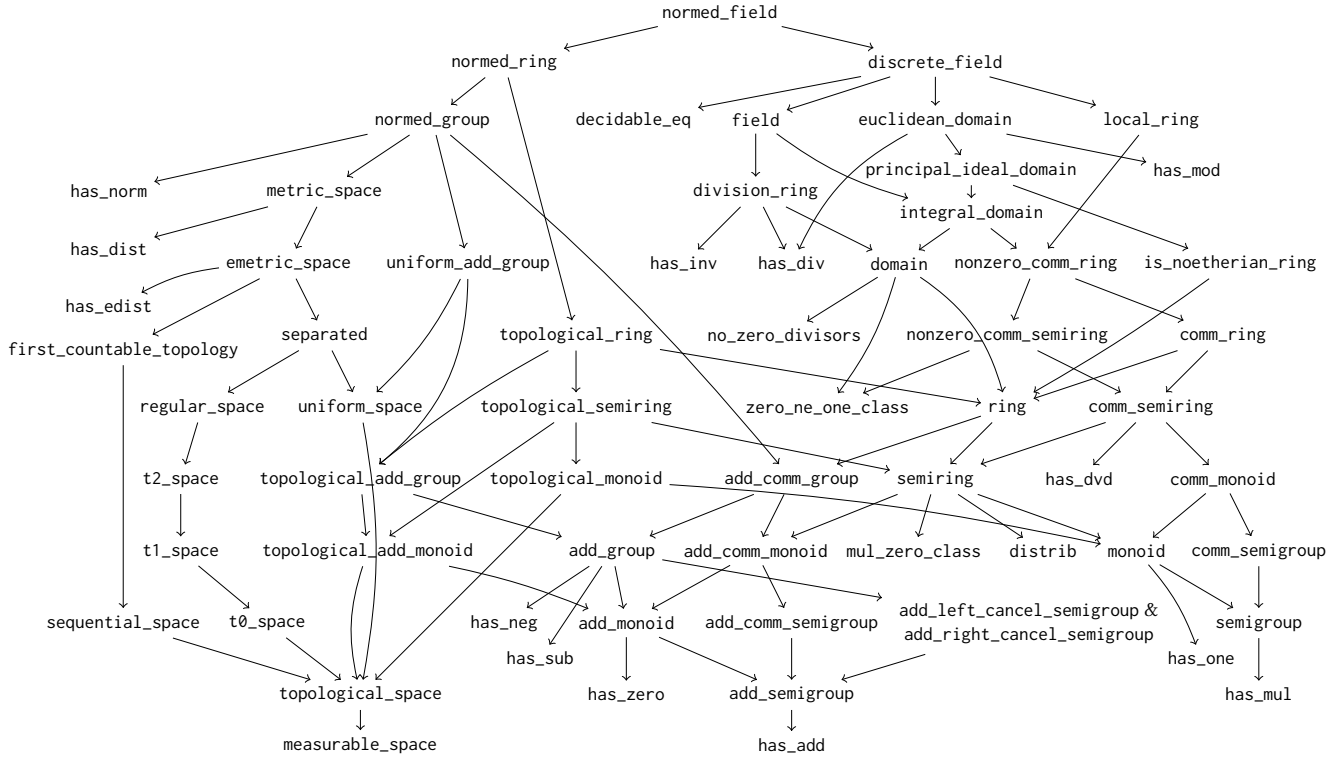 normed_field
normed_ring
discrete_field
normed_group
decidable_eq
field
euclidean_domain
local_ring
has_norm
metric_space
division_ring
principal_ideal_domain
has_mod
integral_domain
has_dist
emetric_space
uniform_add_group
has_inv
has_div
domain
nonzero_comm_ring
is_noetherian_ring
has_edist
first_countable_topology
separated
topological_ring
no_zero_divisors
nonzero_comm_semiring
comm_ring
regular_space
uniform_space
topological_semiring
zero_ne_one_class
ring
comm_semiring
t2_space
topological_add_group
topological_monoid
add_comm_group
semiring
has_dvd
comm_monoid
t1_space
topological_add_monoid
add_group
add_comm_monoid
mul_zero_class
distrib
monoid
comm_semigroup
sequential_space
t0_space
has_neg
add_monoid
add_comm_semigroup
add_left_cancel_semigroup &
add_right_cancel_semigroup
semigroup
has_sub
has_one
topological_space
has_zero
add_semigroup
has_mul
measurable_space
has_add